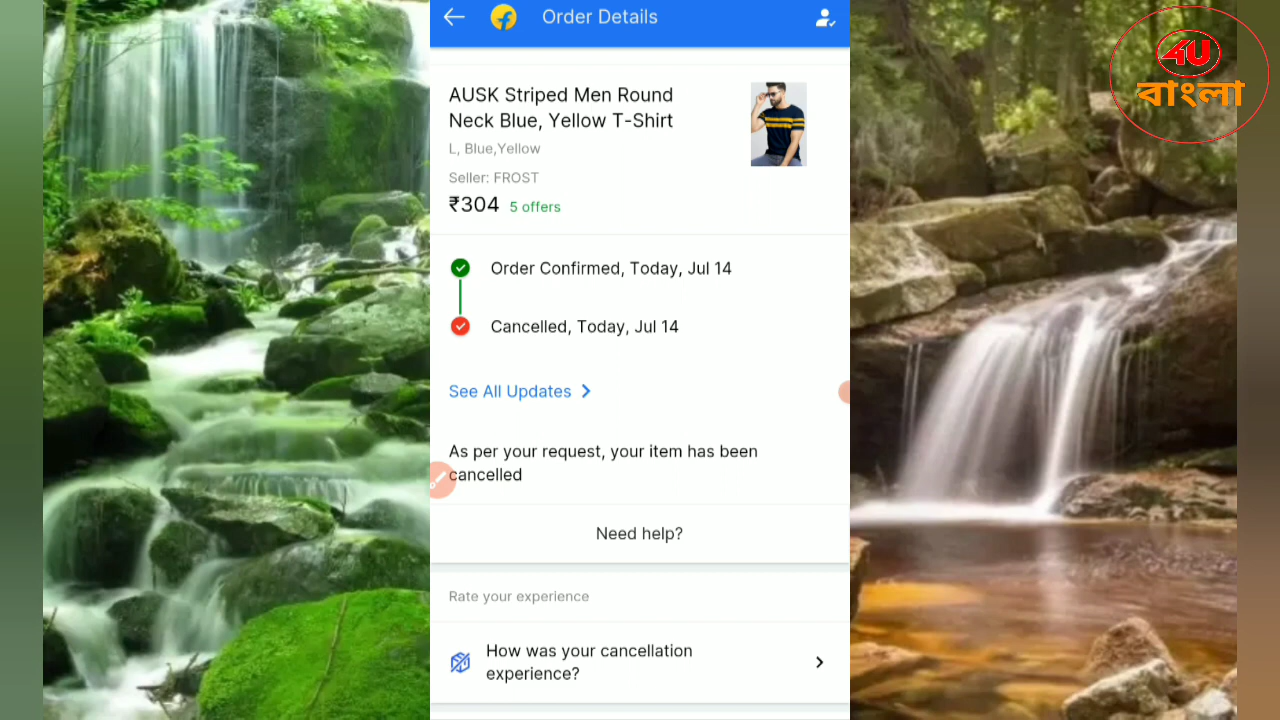 Order Details
4U
বাংলা
AUSK Striped Men Round
Neck Blue, Yellow T-Shirt
L, Blue,Yellow
Seller: FROST
₹304 5 offers
Order Confirmed, Today, Jul 14
Cancelled, Today, Jul 14
See All Updates
As per your request, your item has been
cancelled
Need help?
Rate your experience
How was your cancellation
experience?